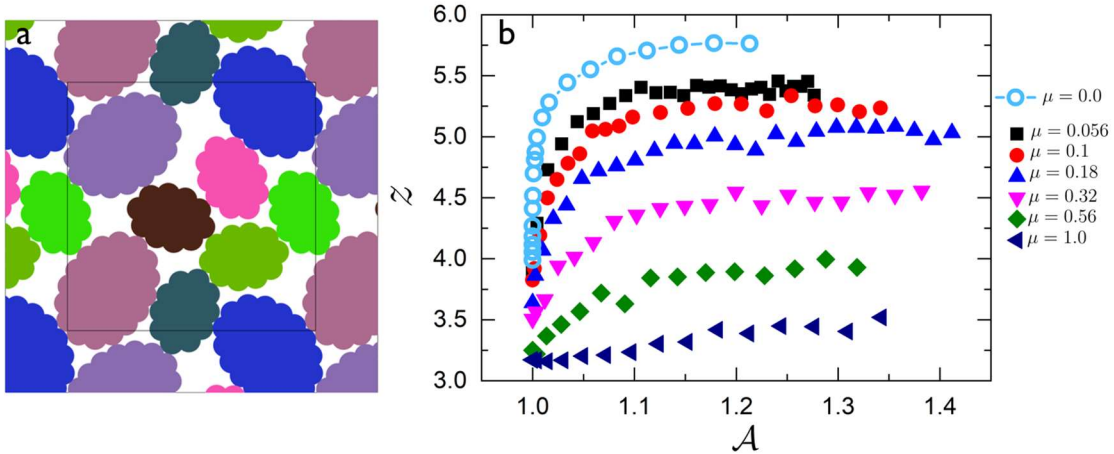 a
b
6.0
5.5
5.0
4.5
4.0
3.5
3.0
z
1.0 1.1 1.2 1.3 1.4
𝒜
μ = 0.0
μ = 0.056
μ = 0.1
μ = 0.18
μ = 0.32
μ = 0.56
μ = 1.0